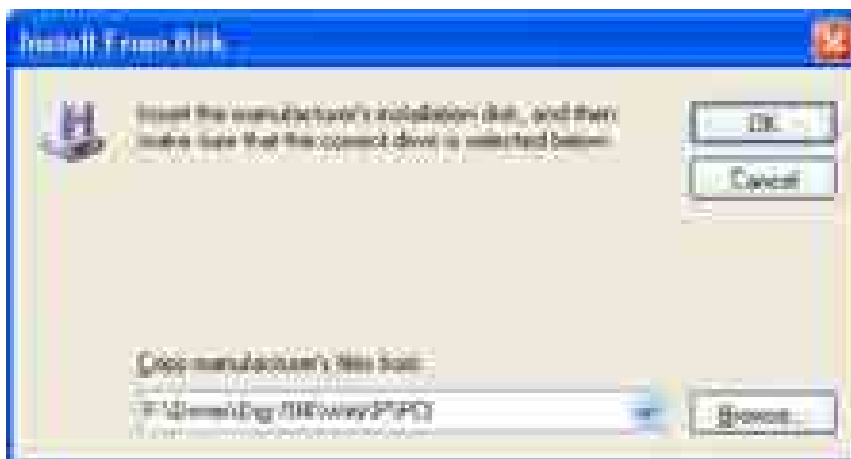 Install From Disk
Insert the manufacturer's installation disk, and then
make sure that the correct drive is selected below.
OK
Cancel
Copy manufacturer's files from:
Browse...